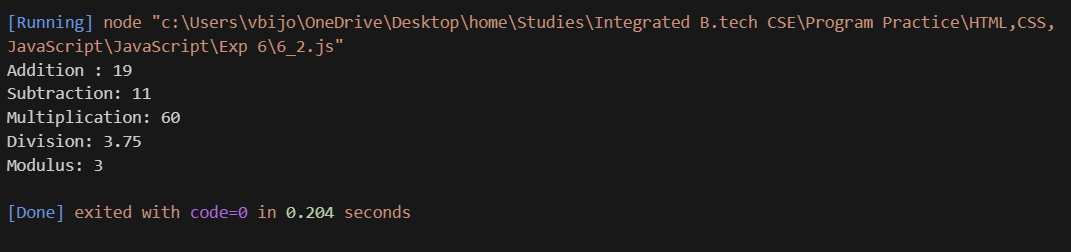 [Running] node "c:\Users\vbijo\OneDrive\Desktop\home\Studies\Integrated B.tech CSE\Program Practice\HTML,CSS,
JavaScript\JavaScript\Exp 6\6_2.js"
Addition : 19
Subtraction: 11
Multiplication: 60
Division: 3.75
Modulus: 3
[Done] exited with code=0 in 0.204 seconds